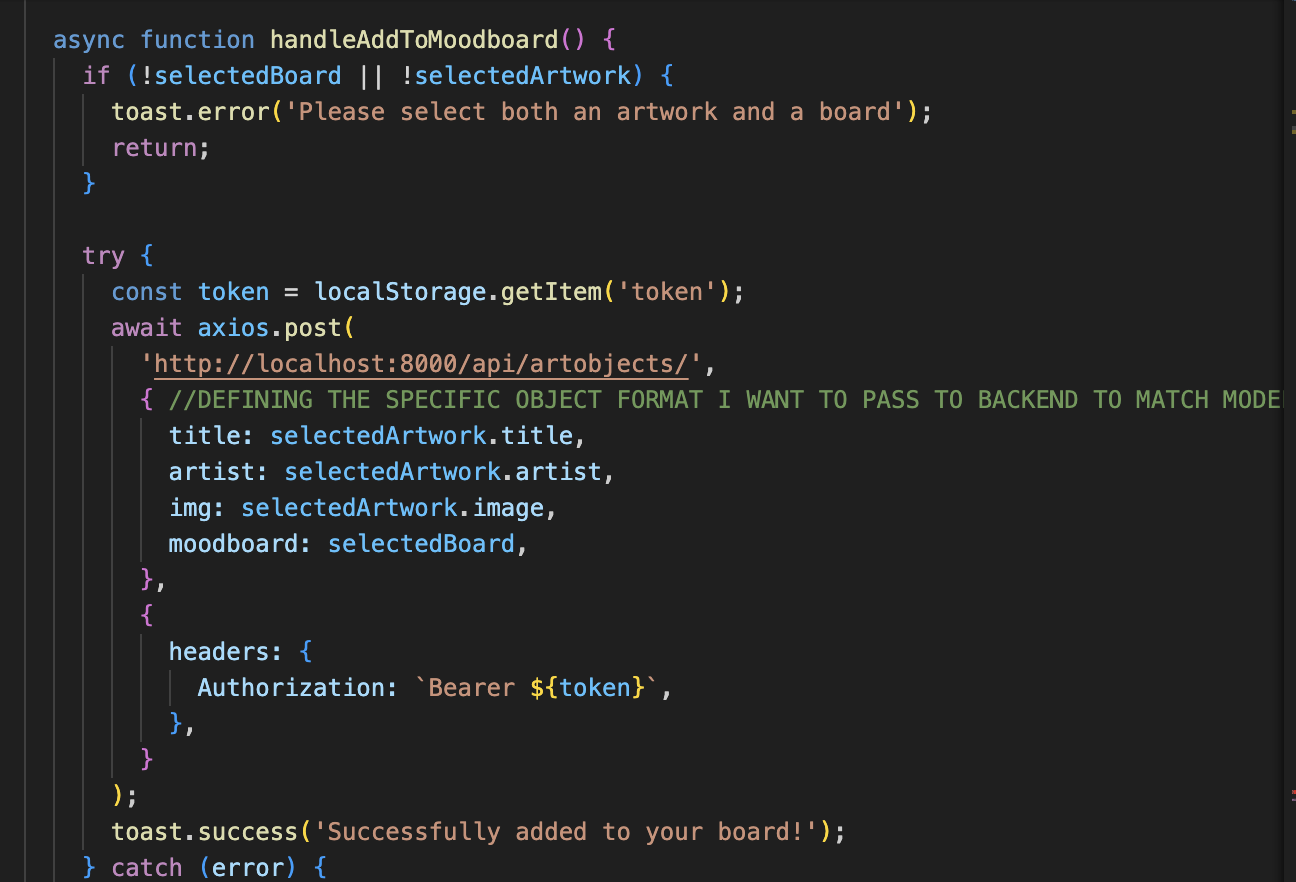 async function handleAddToMoodboard() {
if (!selectedBoard || !selectedArtwork) {
toast.error('Please select both an artwork and a board');
return;
}
try {
const token = localStorage.getItem('token');
await axios.post(
'http://localhost:8000/api/artobjects/',
{ //DEFINING THE SPECIFIC OBJECT FORMAT I WANT TO PASS TO BACKEND TO MATCH MODE
title: selectedArtwork.title,
artist: selectedArtwork.artist,
img: selectedArtwork.image,
moodboard: selectedBoard,
},
{
headers: {
Authorization: `Bearer ${token}`,
},
}
);
toast.success('Successfully added to your board!');
} catch (error) {